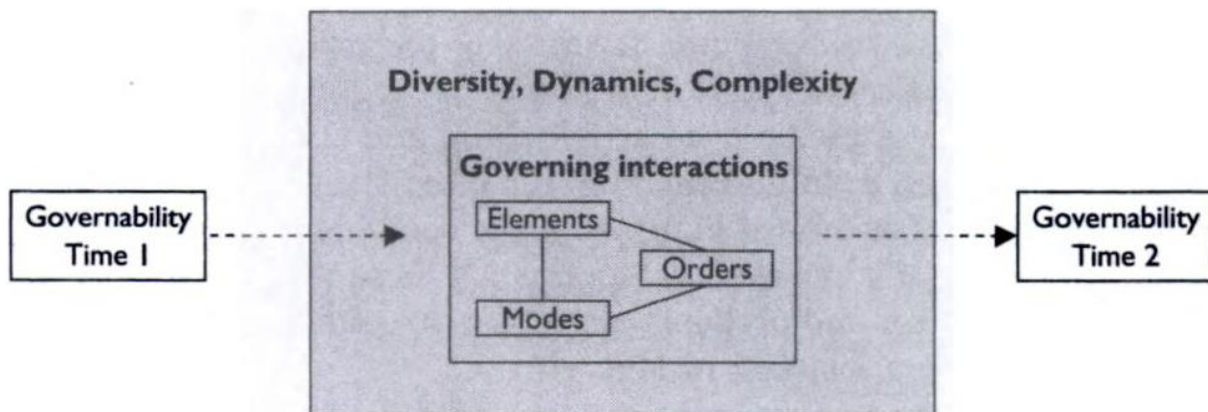 Diversity, Dynamics, Complexity
Governing interactions
Elements
Orders
Modes
Governability
Time 1
Governability
Time 2